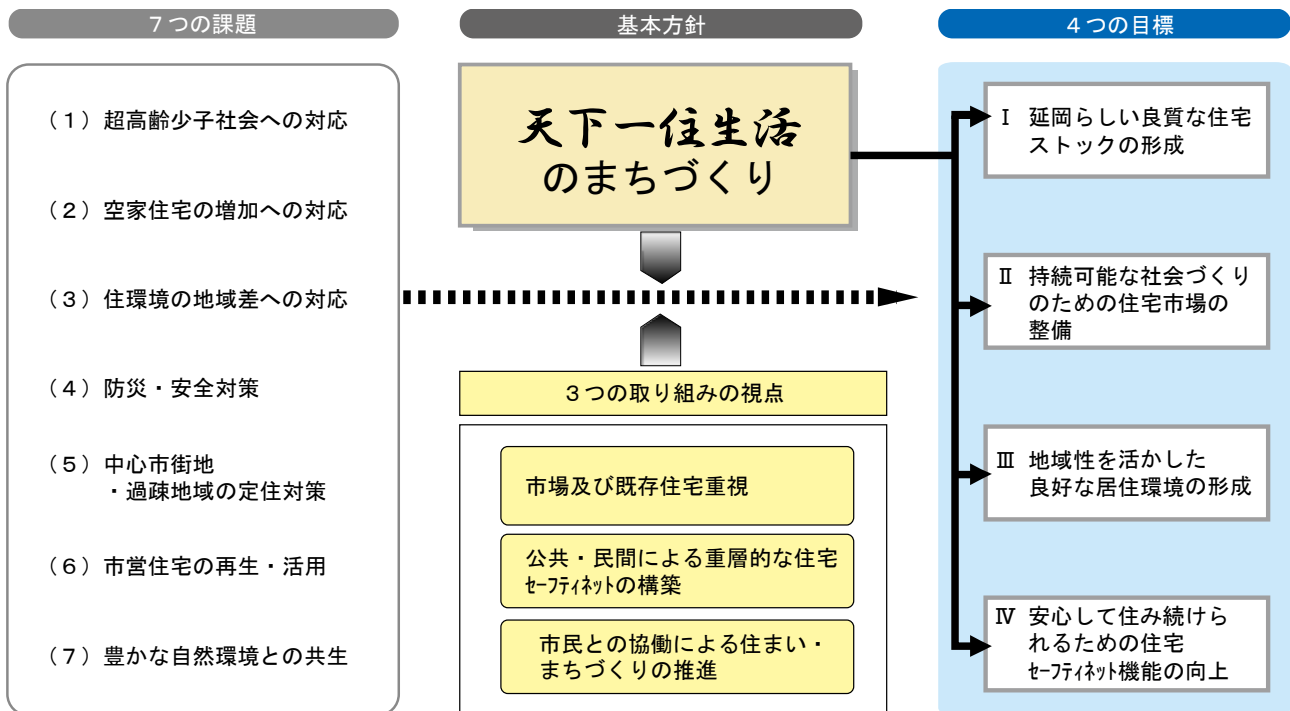 ７つの課題
（１）超高齢少子社会への対応
（２）空家住宅の増加への対応
（３）住環境の地域差への対応
（４）防災・安全対策
（５）中心市街地
・過疎地域の定住対策
（６）市営住宅の再生・活用
（７）豊かな自然環境との共生
基本方針
天下一住生活
のまちづくり
３つの取り組みの視点
市場及び既存住宅重視
公共・民間による重層的な住宅
ｾｰﾌﾃｨﾈｯﾄの構築
市民との協働による住まい・
まちづくりの推進
４つの目標
Ⅰ 延岡らしい良質な住宅
ストックの形成
Ⅱ 持続可能な社会づくり
のための住宅市場の
整備
Ⅲ 地域性を活かした
良好な居住環境の形成
Ⅳ 安心して住み続けら
れるための住宅
ｾｰﾌﾃｨﾈｯﾄ機能の向上